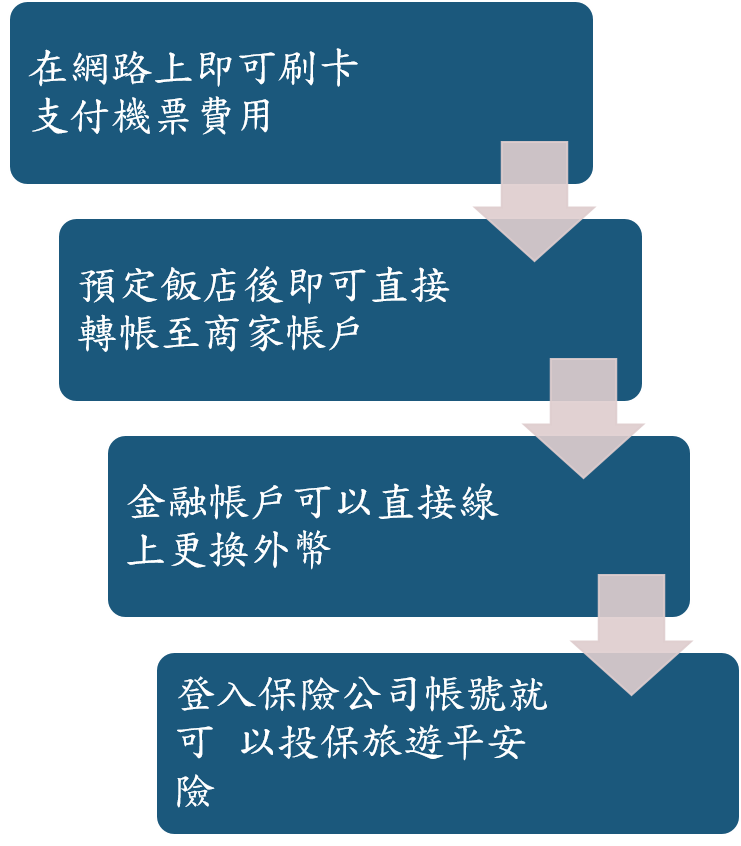 在網路上即可刷卡
支付機票費用
預定飯店後即可直接
轉帳至商家帳戶
金融帳戶可以直接線
上更換外幣
登入保險公司帳號就
可 以投保旅遊平安
險